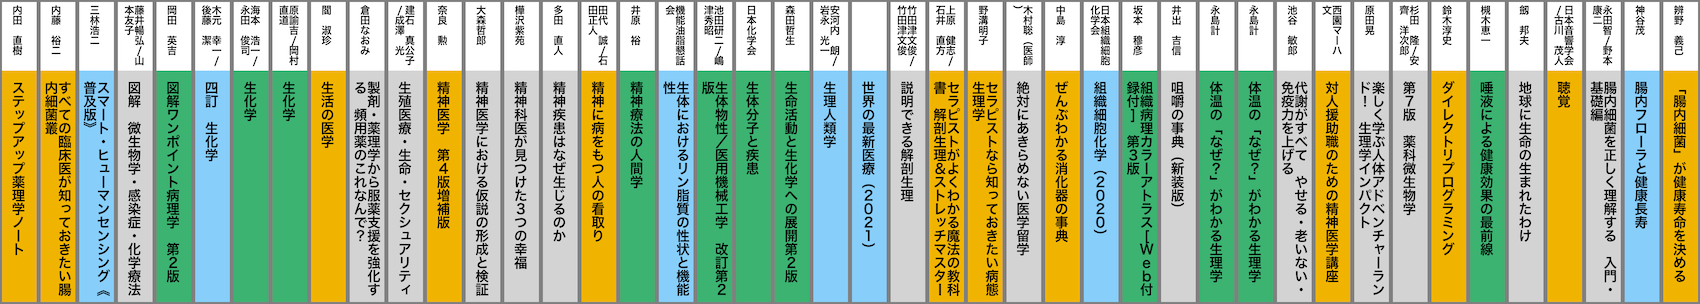 辨野 義己
「腸内細菌」が健康寿命を決める
神谷茂
腸内フローラと健康長寿
永田智/野本
康二
腸内細菌を正しく理解する 入門・
基礎編
日本音響学会
/古川 茂人
聴覚
劔 邦夫
地球に生命の生まれたわけ
槻木恵一
唾液による健康効果の最前線
鈴木淳史
ダイレクトリプログラミング
杉田 隆/安
齊 洋次郎
第7版 薬科微生物学
原田晃
楽しく学ぶ人体アドベンチャーラン
ド! 生理学インパクト
西園マーハ
文
対人援助職のための精神医学講座
池谷 敏郎
代謝がすべて やせる・老いない・
免疫力を上げる
永島計
体温の「なぜ?」がわかる生理学
永島計
体温の「なぜ?」がわかる生理学
井出 吉信
咀嚼の事典(新装版)
坂本 穆彦
組織病理カラーアトラス[Web付
録付] 第3版
日本組織細胞
化学会
組織細胞化学(2020)
中島 淳
ぜんぶわかる消化器の事典
木村聡(医師
)
絶対にあきらめない医学留学
野溝明子
セラピストなら知っておきたい病態
生理学
上原 健志/
石井 直方
セラピストがよくわかる魔法の教科
書 解剖生理&ストレッチマスター
説明できる解剖生理
世界の最新医療(2021)
安河内 朗/
岩永 光一
生理人類学
森田哲生
生命活動と生化学への展開第2版
日本化学会
生体分子と疾患
池田研二/嶋
津秀昭
生体物性/医用機械工学 改訂第2
版
機能油脂懇話
会
生体におけるリン脂質の性状と機能
性
井原 裕
精神療法の人間学
田代 誠/石
田正人
精神に病をもつ人の看取り
多田 直人
精神疾患はなぜ生じるのか
樺沢紫苑
精神科医が見つけた3つの幸福
大森哲郎
精神医学における仮説の形成と検証
奈良 勲
精神医学 第4版増補版
建石 真公子
/成澤 光
生殖医療・生命・セクシュアリティ
倉田なおみ
製剤・薬理学から服薬支援を強化す
る 頻用薬のこれなんで?
閻 淑珍
生活の医学
原諭吉/岡村
直道
生化学
海本 浩一/
永田 俊司
生化学
木元 幸一/
後藤 潔
四訂 生化学
岡田 英吉
図解ワンポイント病理学 第2版
藤井暢弘/山
本友子
図解 微生物学・感染症・化学療法
三林浩二
スマート・ヒューマンセンシング《
普及版》
内藤 裕二
すべての臨床医が知っておきたい腸
内細菌叢
内田 直樹
ステップアップ薬理学ノート